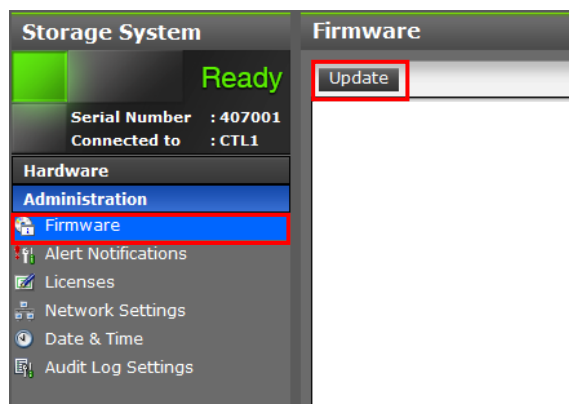 Storage System
Ready
Serial Number : 407001
Connected to : CTL1
Hardware
Administration
Firmware
Alert Notifications
Licenses
Network Settings
Date & Time
Audit Log Settings
Firmware
Update